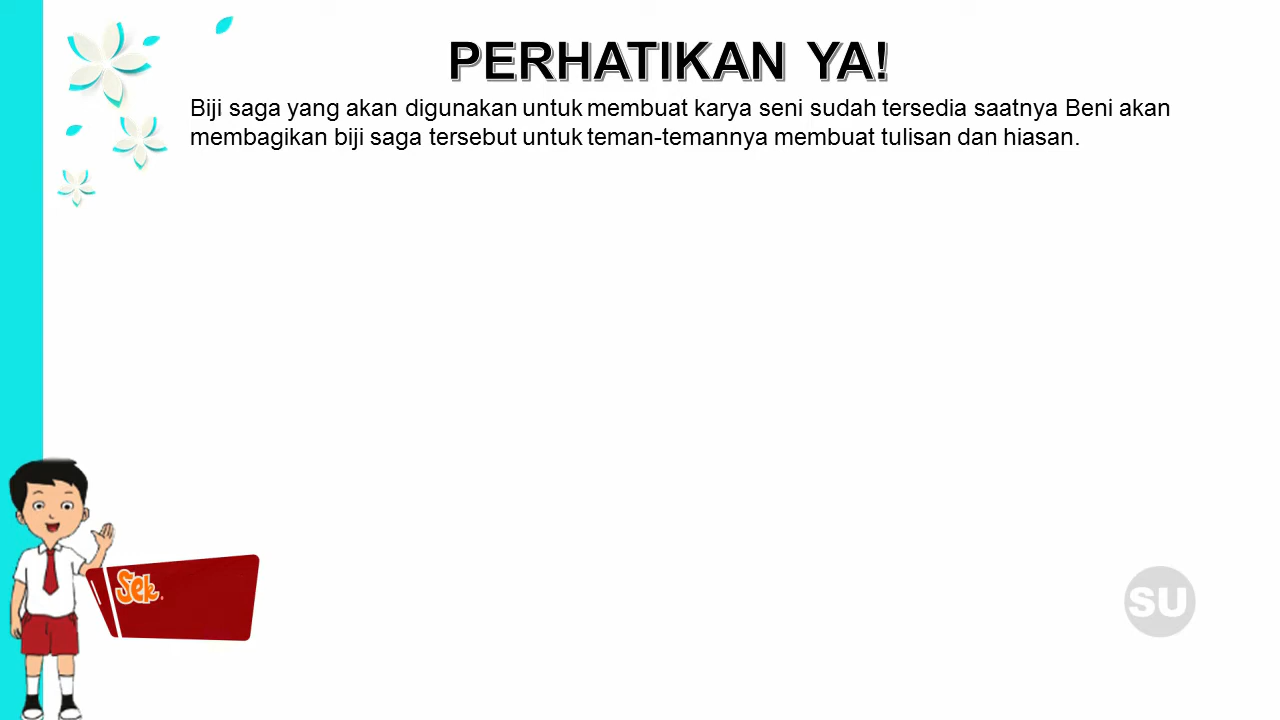 PERHATIKAN YA!
Biji saga yang akan digunakan untuk membuat karya seni sudah tersedia saatnya Beni akan
membagikan biji saga tersebut untuk teman-temannya membuat tulisan dan hiasan.
Sek.
SU